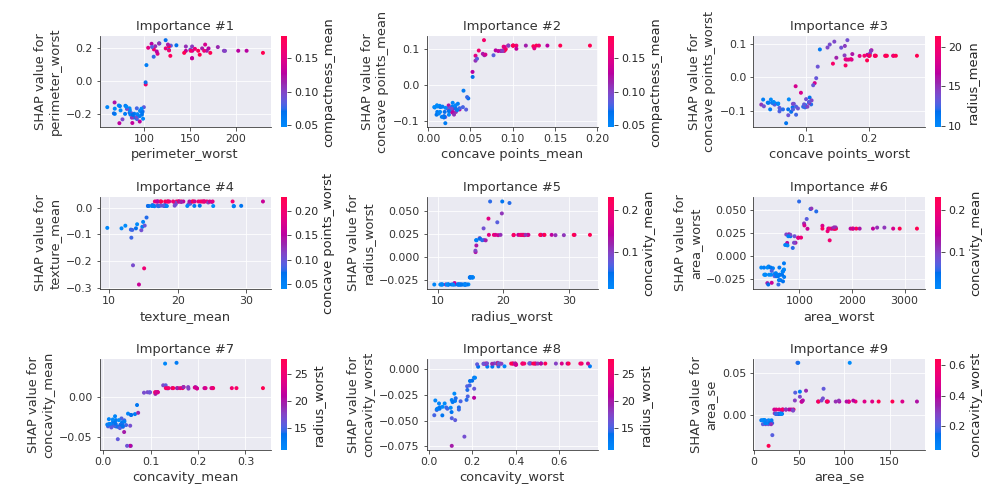 Importance #1
SHAP value for
perimeter_worst
0.2
0.0
−0.2
100
150
200
perimeter_worst
0.15
0.10
0.05
compactness_mean
Importance #2
SHAP value for
concave points_mean
0.1
0.0
−0.1
0.00
0.05
0.10
0.15
0.20
concave points_mean
0.15
0.10
0.05
compactness_mean
Importance #3
SHAP value for
concave points_worst
0.1
0.0
−0.1
0.1
0.2
concave points_worst
20
15
10
radius_mean
Importance #4
SHAP value for
texture_mean
0.0
−0.1
−0.2
−0.3
10
20
30
texture_mean
0.20
0.15
0.10
0.05
concave points_worst
Importance #5
SHAP value for
radius_worst
0.050
0.025
0.000
−0.025
10
20
30
radius_worst
0.2
0.1
concavity_mean
Importance #6
SHAP value for
area_worst
0.050
0.025
0.000
−0.025
1000
2000
3000
area_worst
0.2
0.1
concavity_mean
Importance #7
SHAP value for
concavity_mean
0.00
−0.05
0.0
0.1
0.2
0.3
concavity_mean
25
20
15
radius_worst
Importance #8
SHAP value for
concavity_worst
0.000
−0.025
−0.050
−0.075
0.0
0.2
0.4
0.6
concavity_worst
25
20
15
radius_worst
Importance #9
SHAP value for
area_se
0.05
0.00
0
50
100
150
area_se
0.6
0.4
0.2
concavity_worst